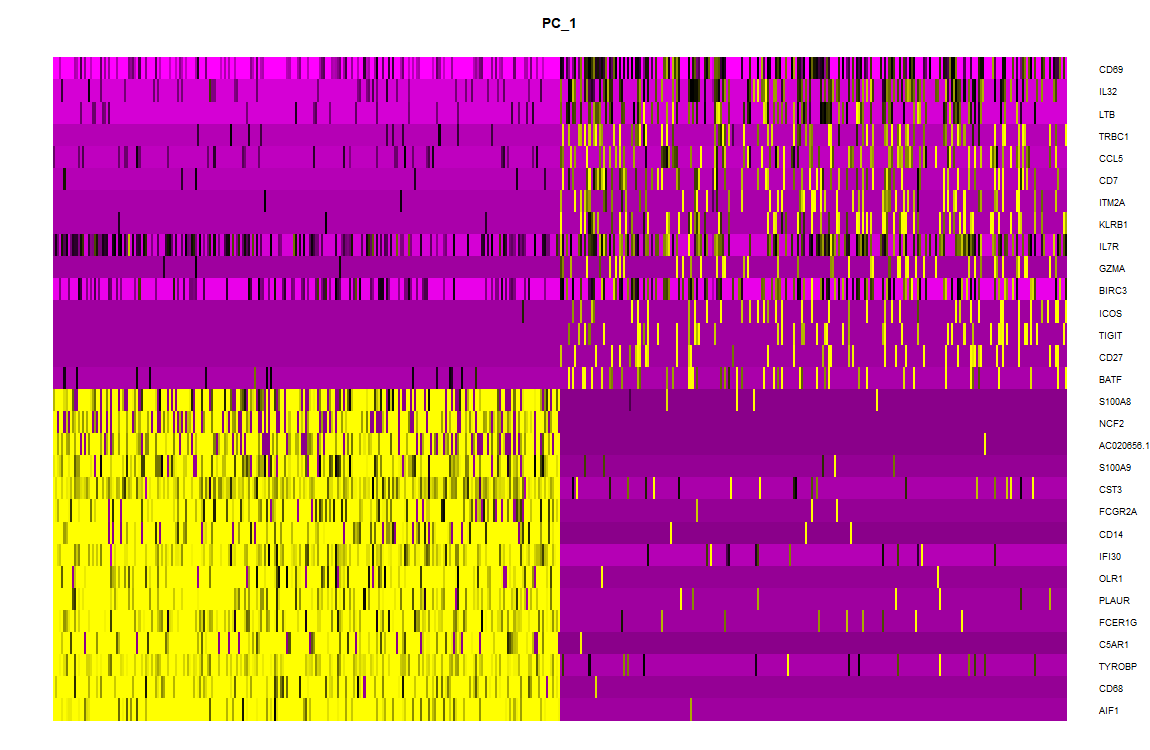 PC_1
CD69
IL32
LTB
TRBC1
CCL5
CD7
ITM2A
KLRB1
IL7R
GZMA
BIRC3
ICOS
TIGIT
CD27
BATF
S100A8
NCF2
AC020656.1
S100A9
CST3
FCGR2A
CD14
IFI30
OLR1
PLAUR
FCER1G
C5AR1
TYROBP
CD68
AIF1